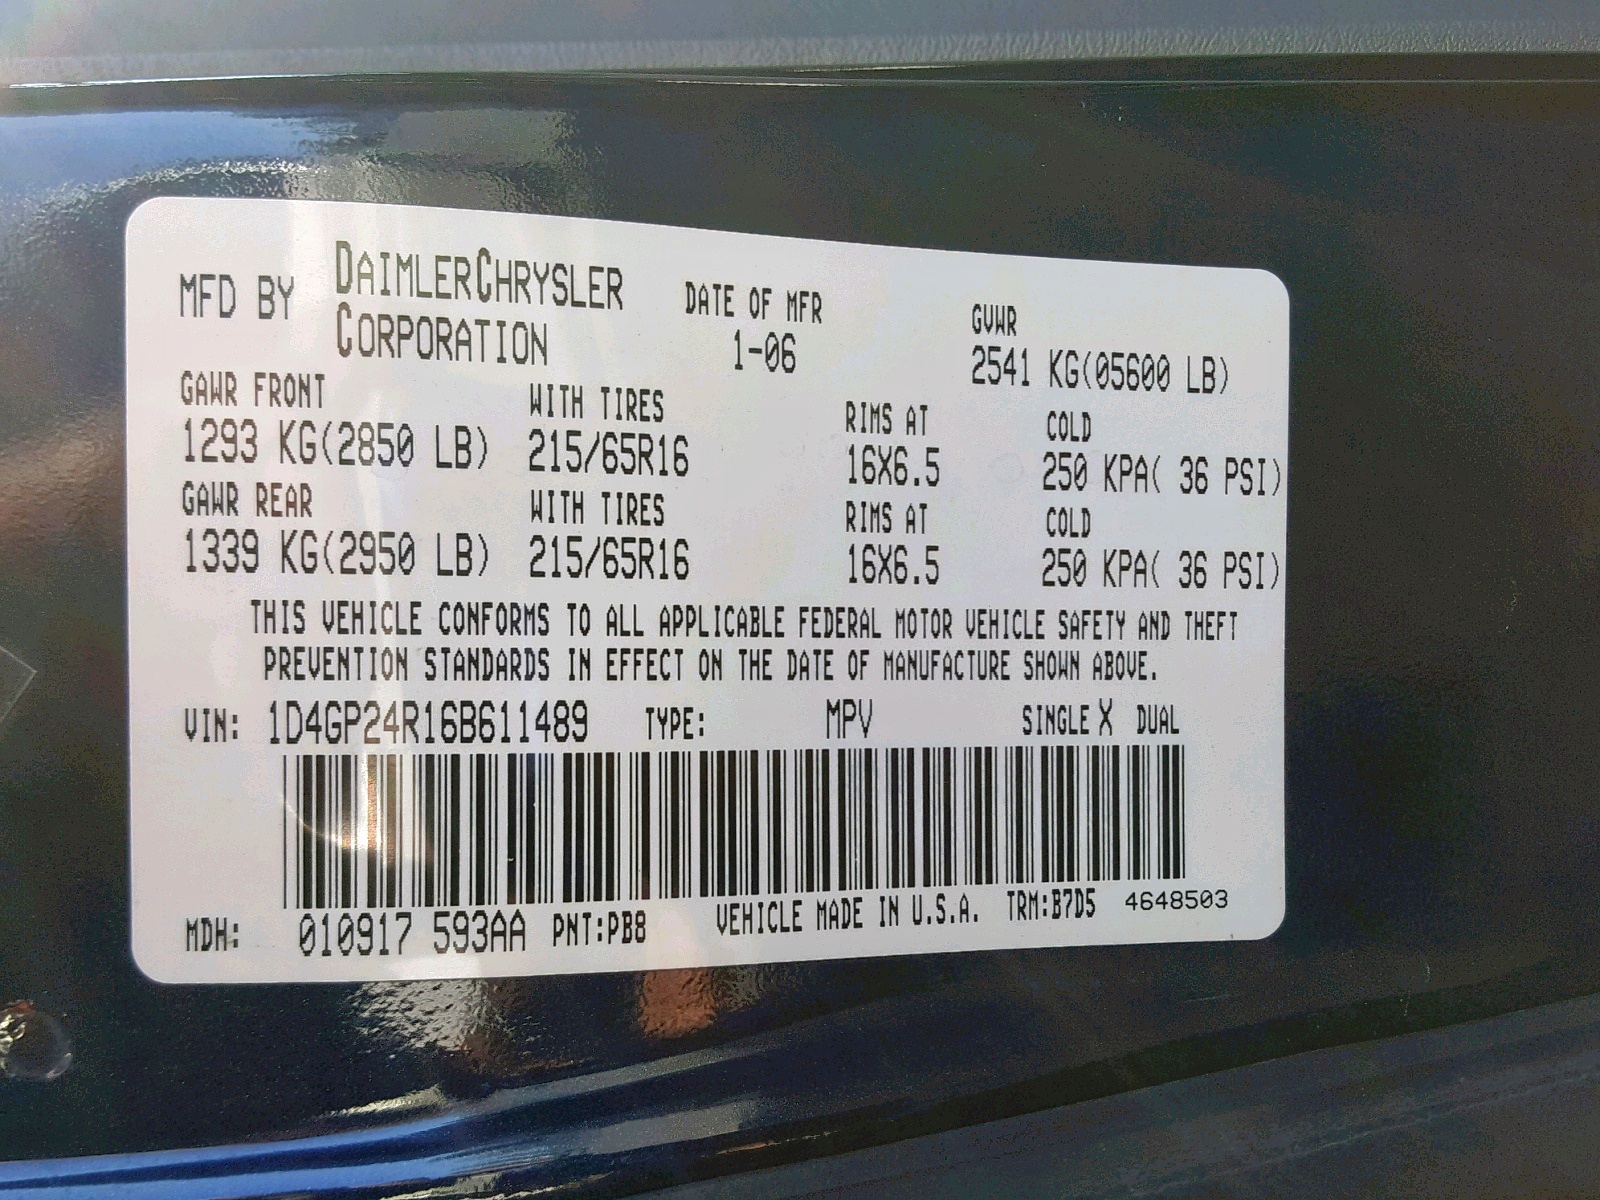 MFD BY DAIMLERCHRYSLER CORPORATION DATE OF MFR 1-06 GVWR 2541 KG(05600 LB)
GAWR FRONT WITH TIRES RIMS AT COLD
1293 KG(2850 LB) 215/65R16 16X6.5 250 KPA( 36 PSI)
GAWR REAR WITH TIRES RIMS AT COLD
1339 KG(2950 LB) 215/65R16 16X6.5 250 KPA( 36 PSI)
THIS VEHICLE CONFORMS TO ALL APPLICABLE FEDERAL MOTOR VEHICLE SAFETY AND THEFT
PREVENTION STANDARDS IN EFFECT ON THE DATE OF MANUFACTURE SHOWN ABOVE.
VIN: 1D4GP24R16B611489 TYPE: MPV SINGLE X DUAL
MDH: 010917 593AA PNT:PB8 VEHICLE MADE IN U.S.A. TRM:B7D5 4648503